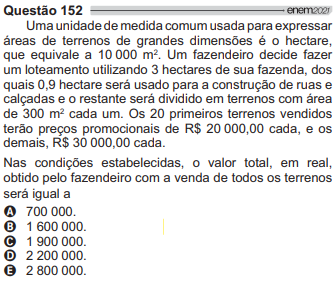 Questão 152 enem2021
Uma unidade de medida comum usada para expressar
áreas de terrenos de grandes dimensões é o hectare,
que equivale a 10 000 m². Um fazendeiro decide fazer
um loteamento utilizando 3 hectares de sua fazenda, dos
quais 0,9 hectare será usado para a construção de ruas e
calçadas e o restante será dividido em terrenos com área
de 300 m² cada um. Os 20 primeiros terrenos vendidos
terão preços promocionais de R$ 20 000,00 cada, e os
demais, R$ 30 000,00 cada.
Nas condições estabelecidas, o valor total, em real,
obtido pelo fazendeiro com a venda de todos os terrenos
será igual a
A 700 000.
B 1 600 000.
C 1 900 000.
D 2 200 000.
E 2 800 000.